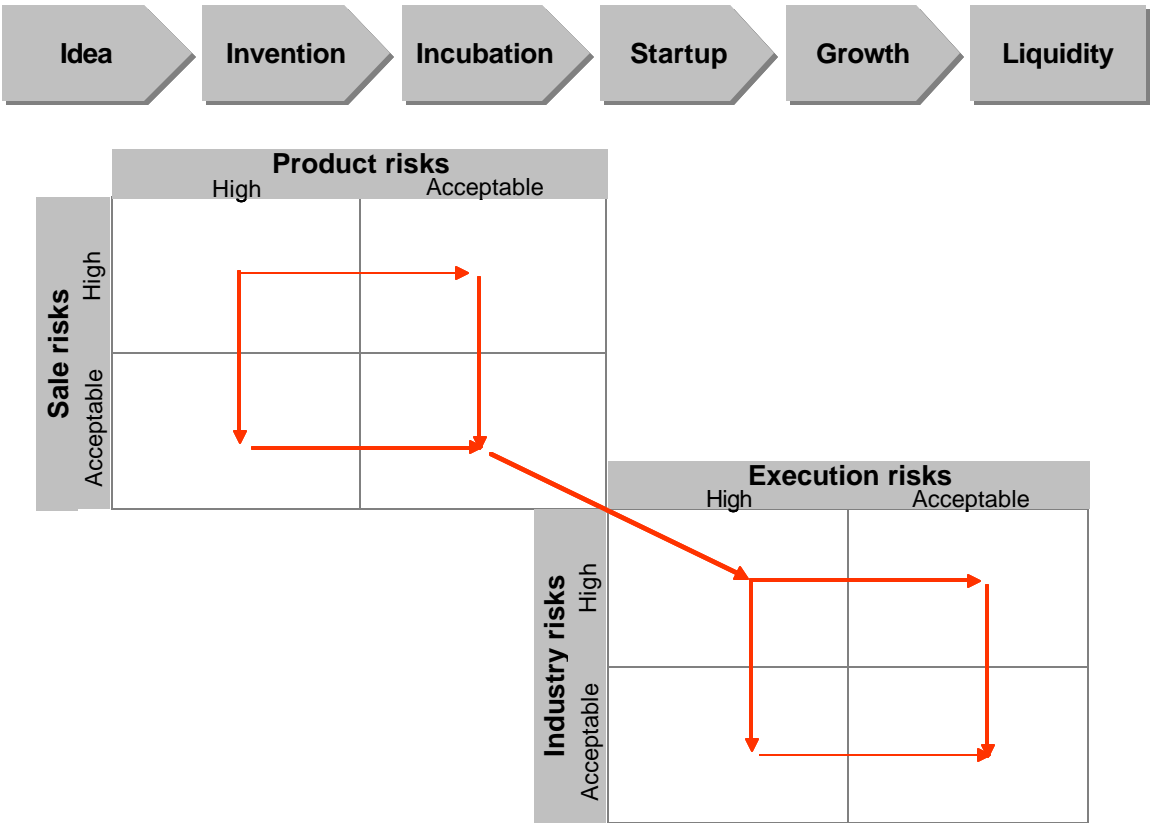 Idea
Invention
Incubation
Startup
Growth
Liquidity
Product risks
High
Acceptable
Sale risks
High
Acceptable
Execution risks
High
Acceptable
Industry risks
High
Acceptable